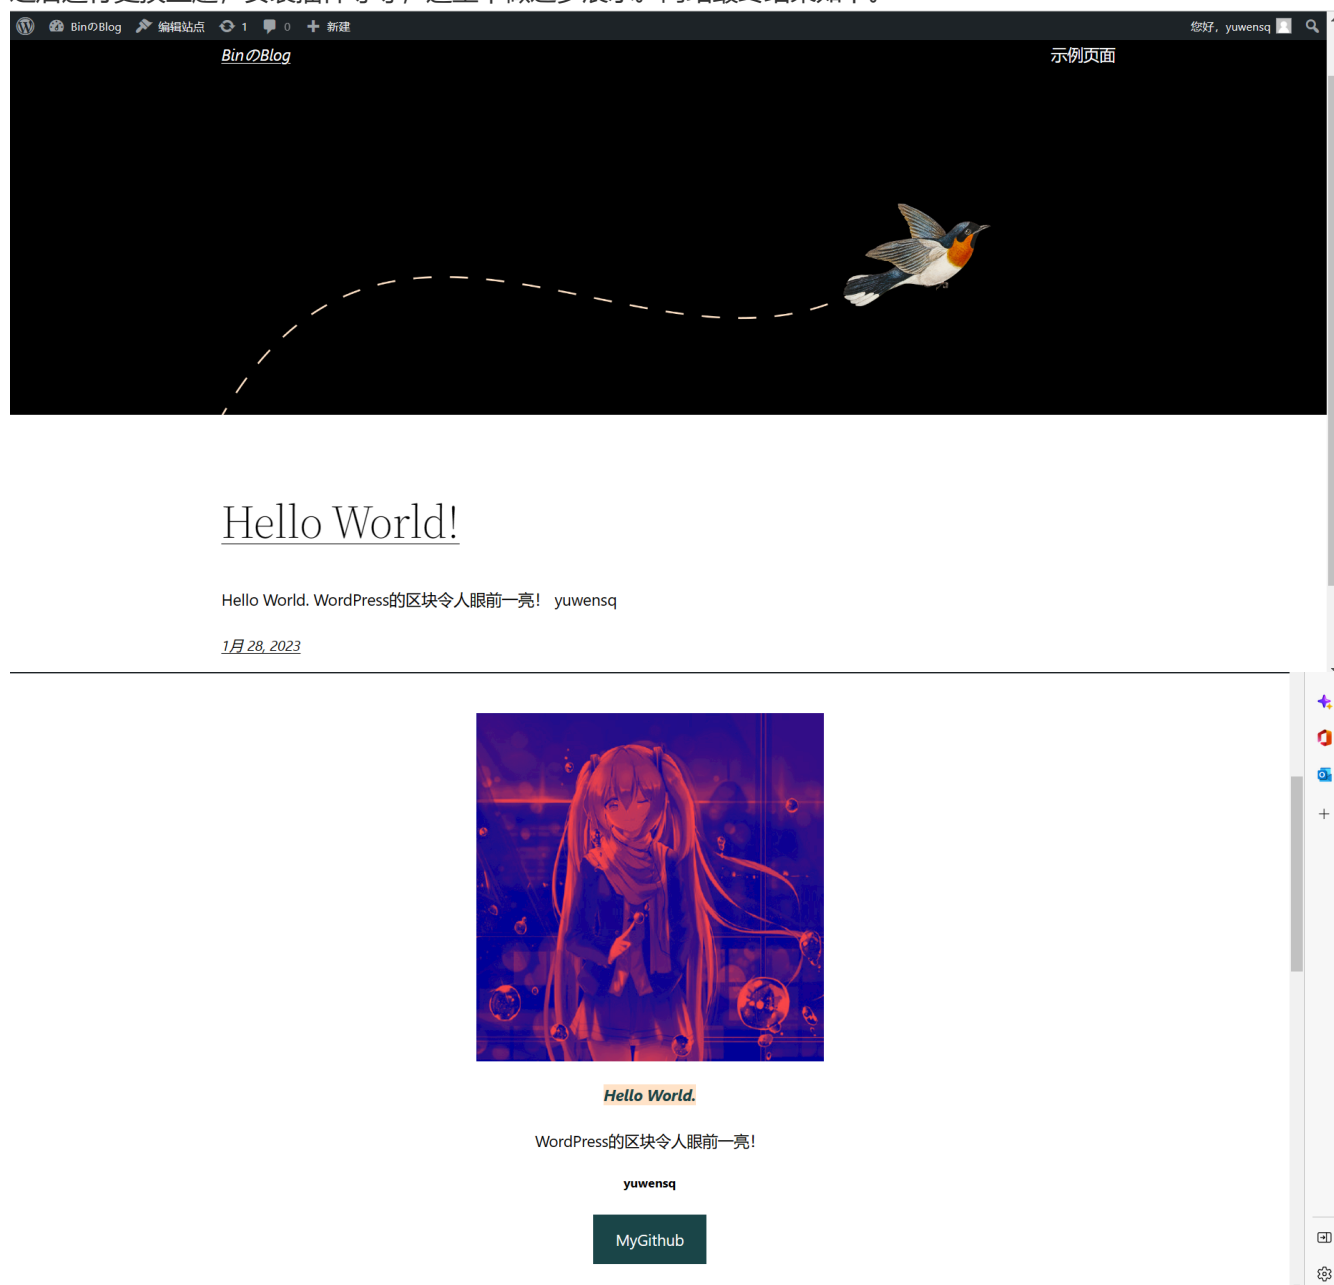 BinのBlog 编辑站点 1 0 新建 您好，yuwensq
BinのBlog 示例页面
Hello World!
Hello World. WordPress的区块令人眼前一亮！ yuwensq
1月 28, 2023
Hello World.
WordPress的区块令人眼前一亮！
yuwensq
MyGithub